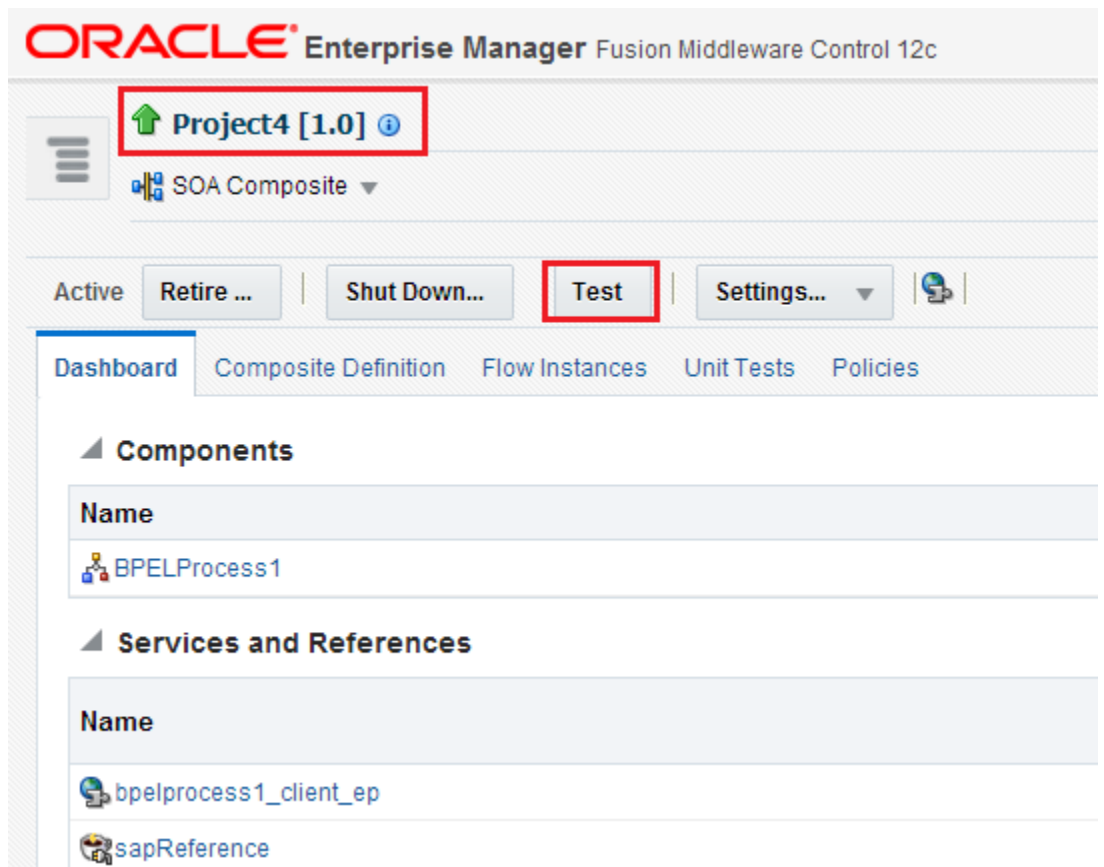 ORACLE Enterprise Manager Fusion Middleware Control 12c
Project4 [1.0]
SOA Composite
Active Retire ... Shut Down... Test Settings...
Dashboard Composite Definition Flow Instances Unit Tests Policies
Components
Name
BPELProcess1
Services and References
Name
bpelprocess1_client_ep
sapReference